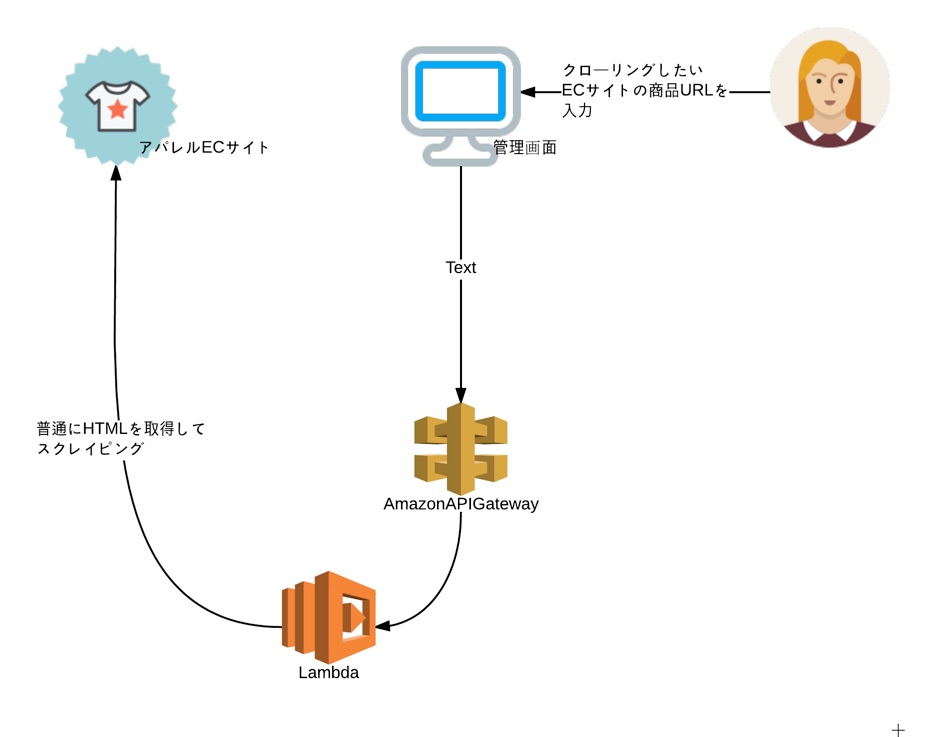 クローリングしたい
ECサイトの商品URLを
入力
アパレルECサイト
管理画面
Text
普通にHTMLを取得して
スクレイピング
AmazonAPIGateway
Lambda